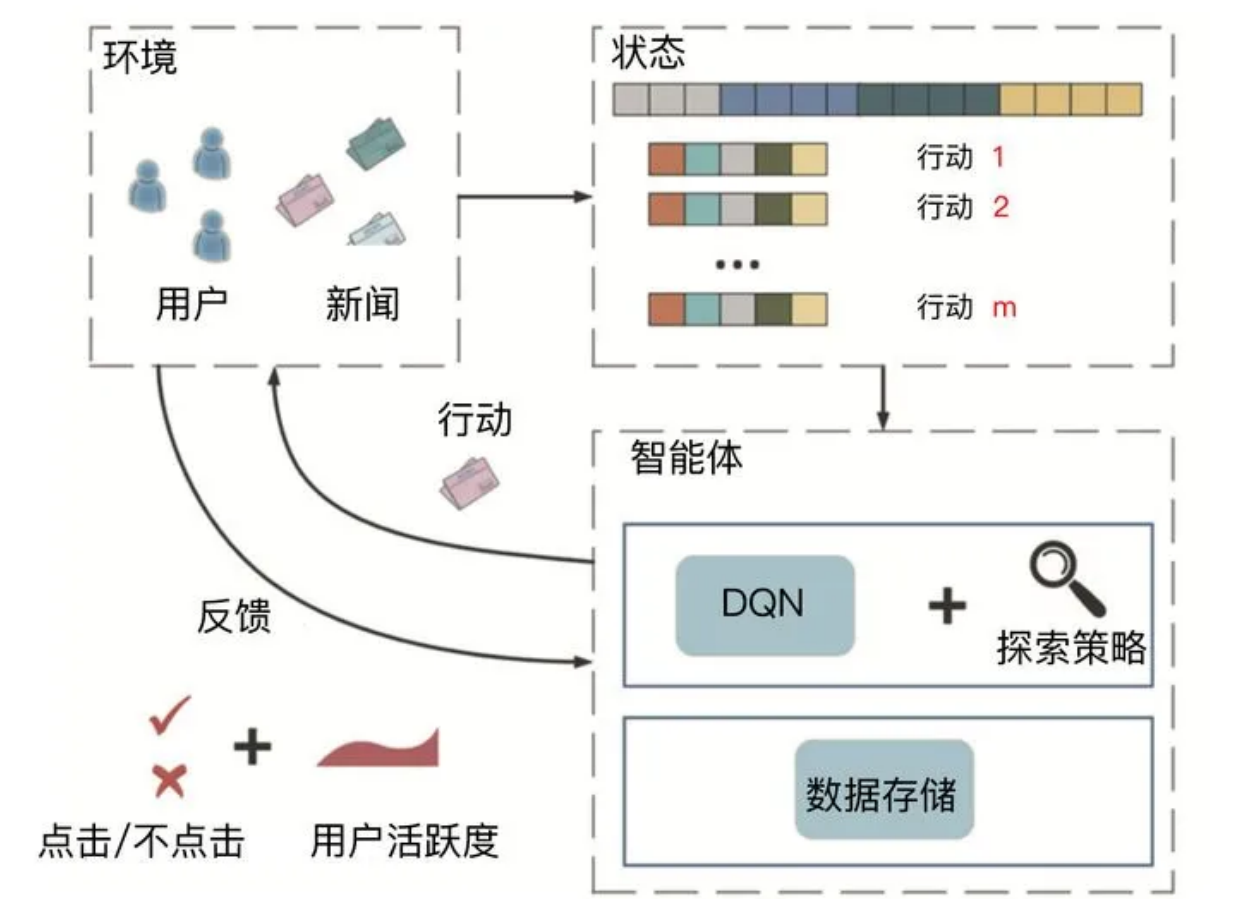 环境
用户
新闻
状态
行动 1
行动 2
...
行动 m
行动
反馈
点击/不点击
用户活跃度
智能体
DQN
探索策略
数据存储